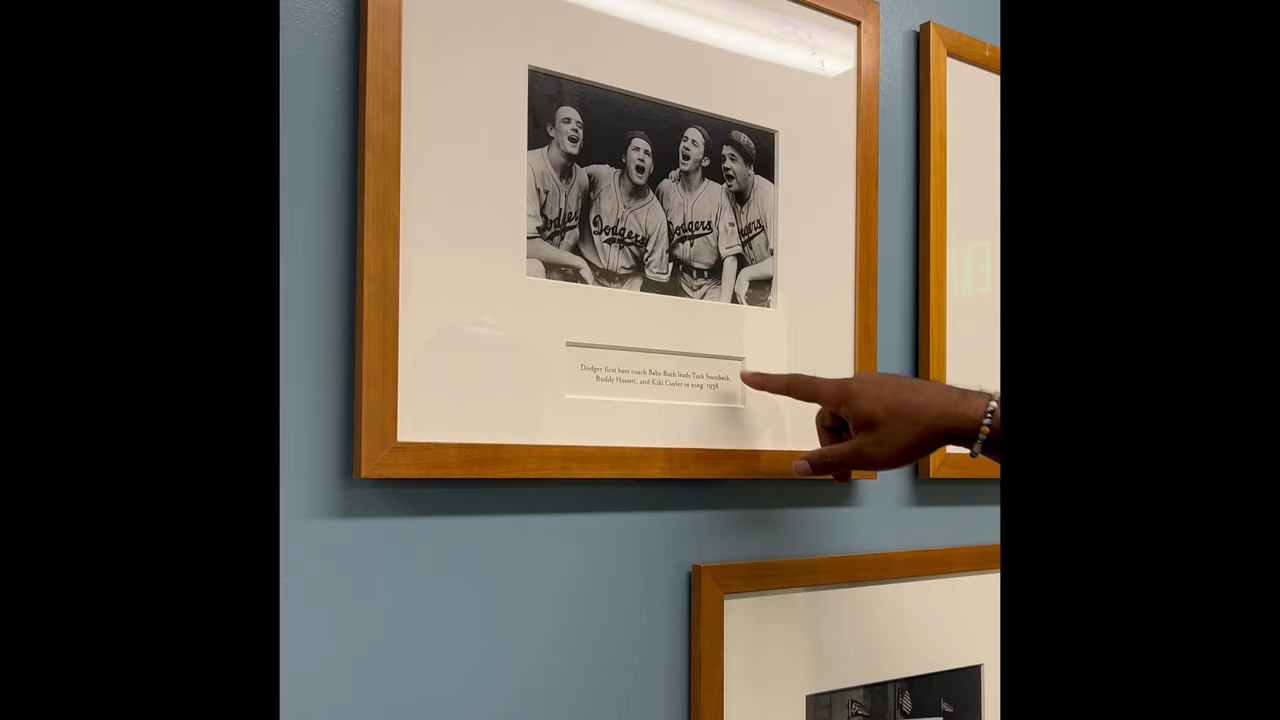 Dodgers
Dodgers
Dodgers
Dodgers
Dodger first base coach Babe Ruth leads Tuck Stainback,
Buddy Hassett, and Kiki Cuyler in song, 1938